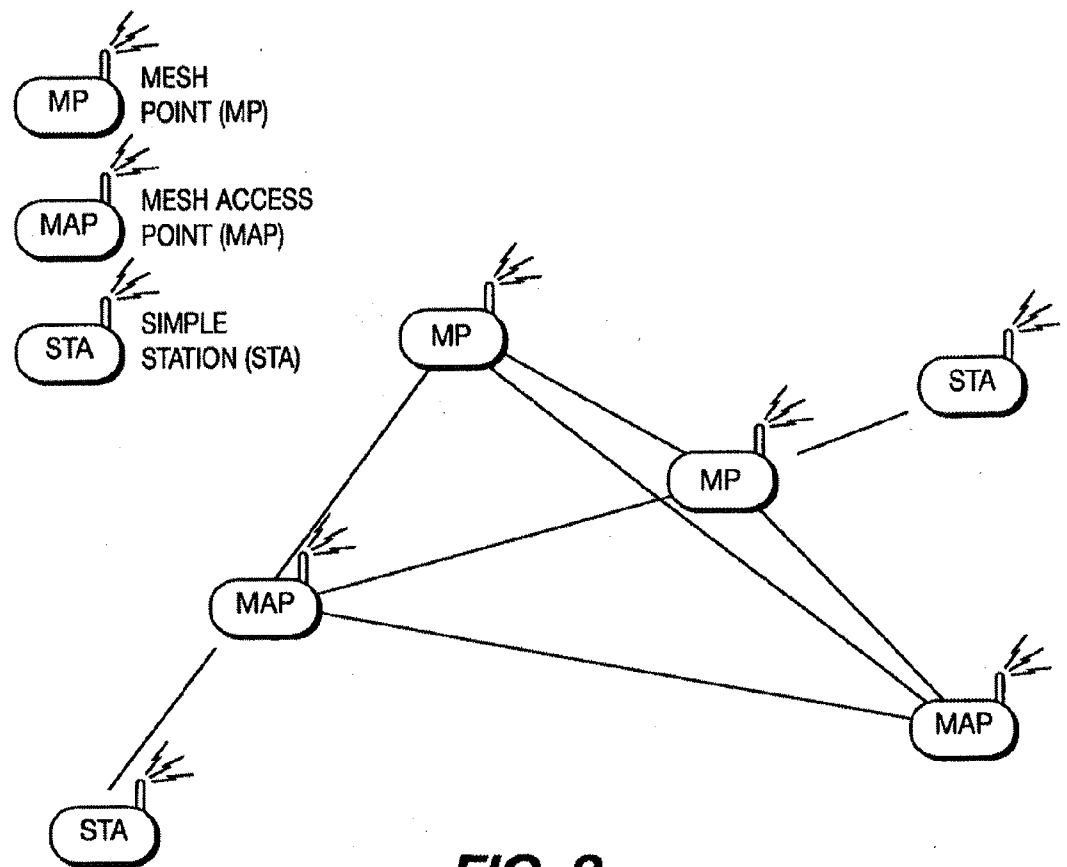 MP
MESH
POINT (MP)
MAP
MESH ACCESS
POINT (MAP)
STA
SIMPLE
STATION (STA)
MP
STA
MP
MAP
MAP
STA